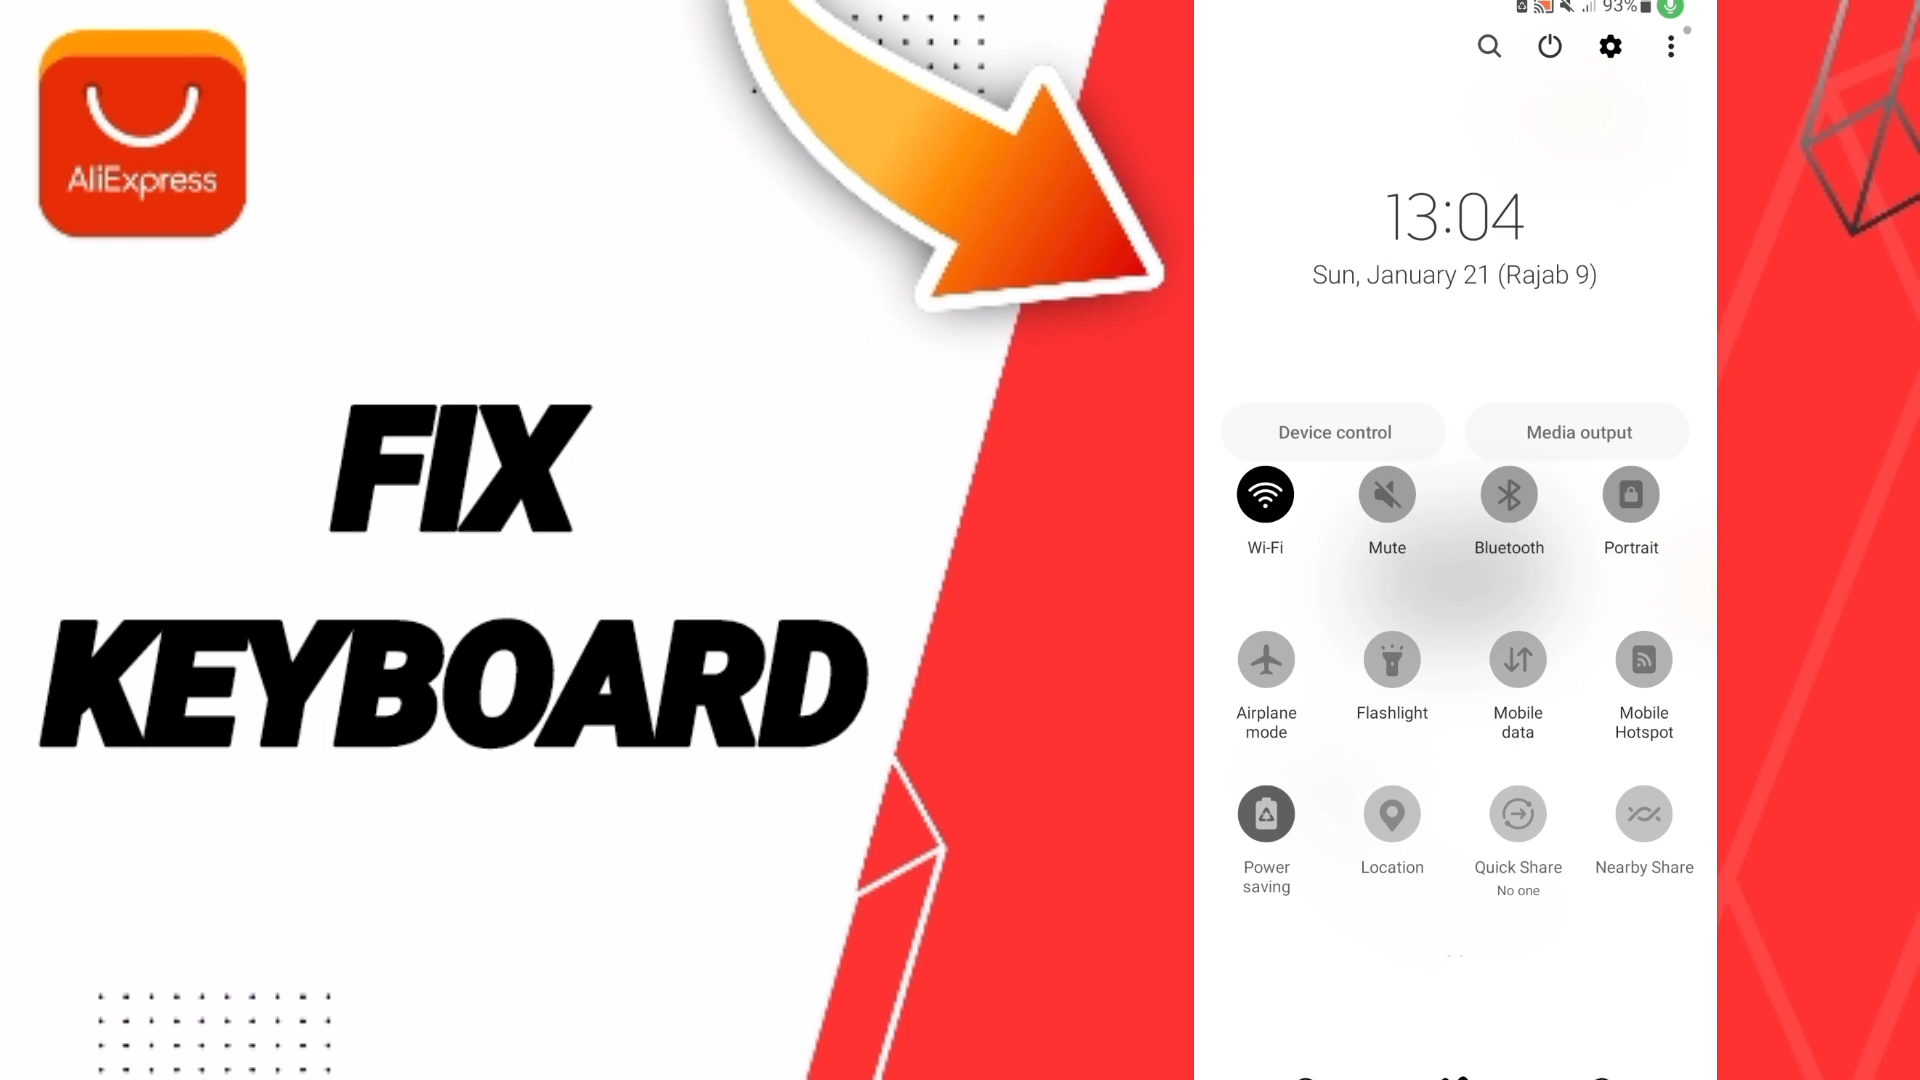 AliExpress
FIX
KEYBOARD
93%
13:04
Sun, January 21 (Rajab 9)
Device control
Media output
Wi-Fi
Mute
Bluetooth
Portrait
Airplane
mode
Flashlight
Mobile
data
Mobile
Hotspot
Power
saving
Location
Quick Share
No one
Nearby Share